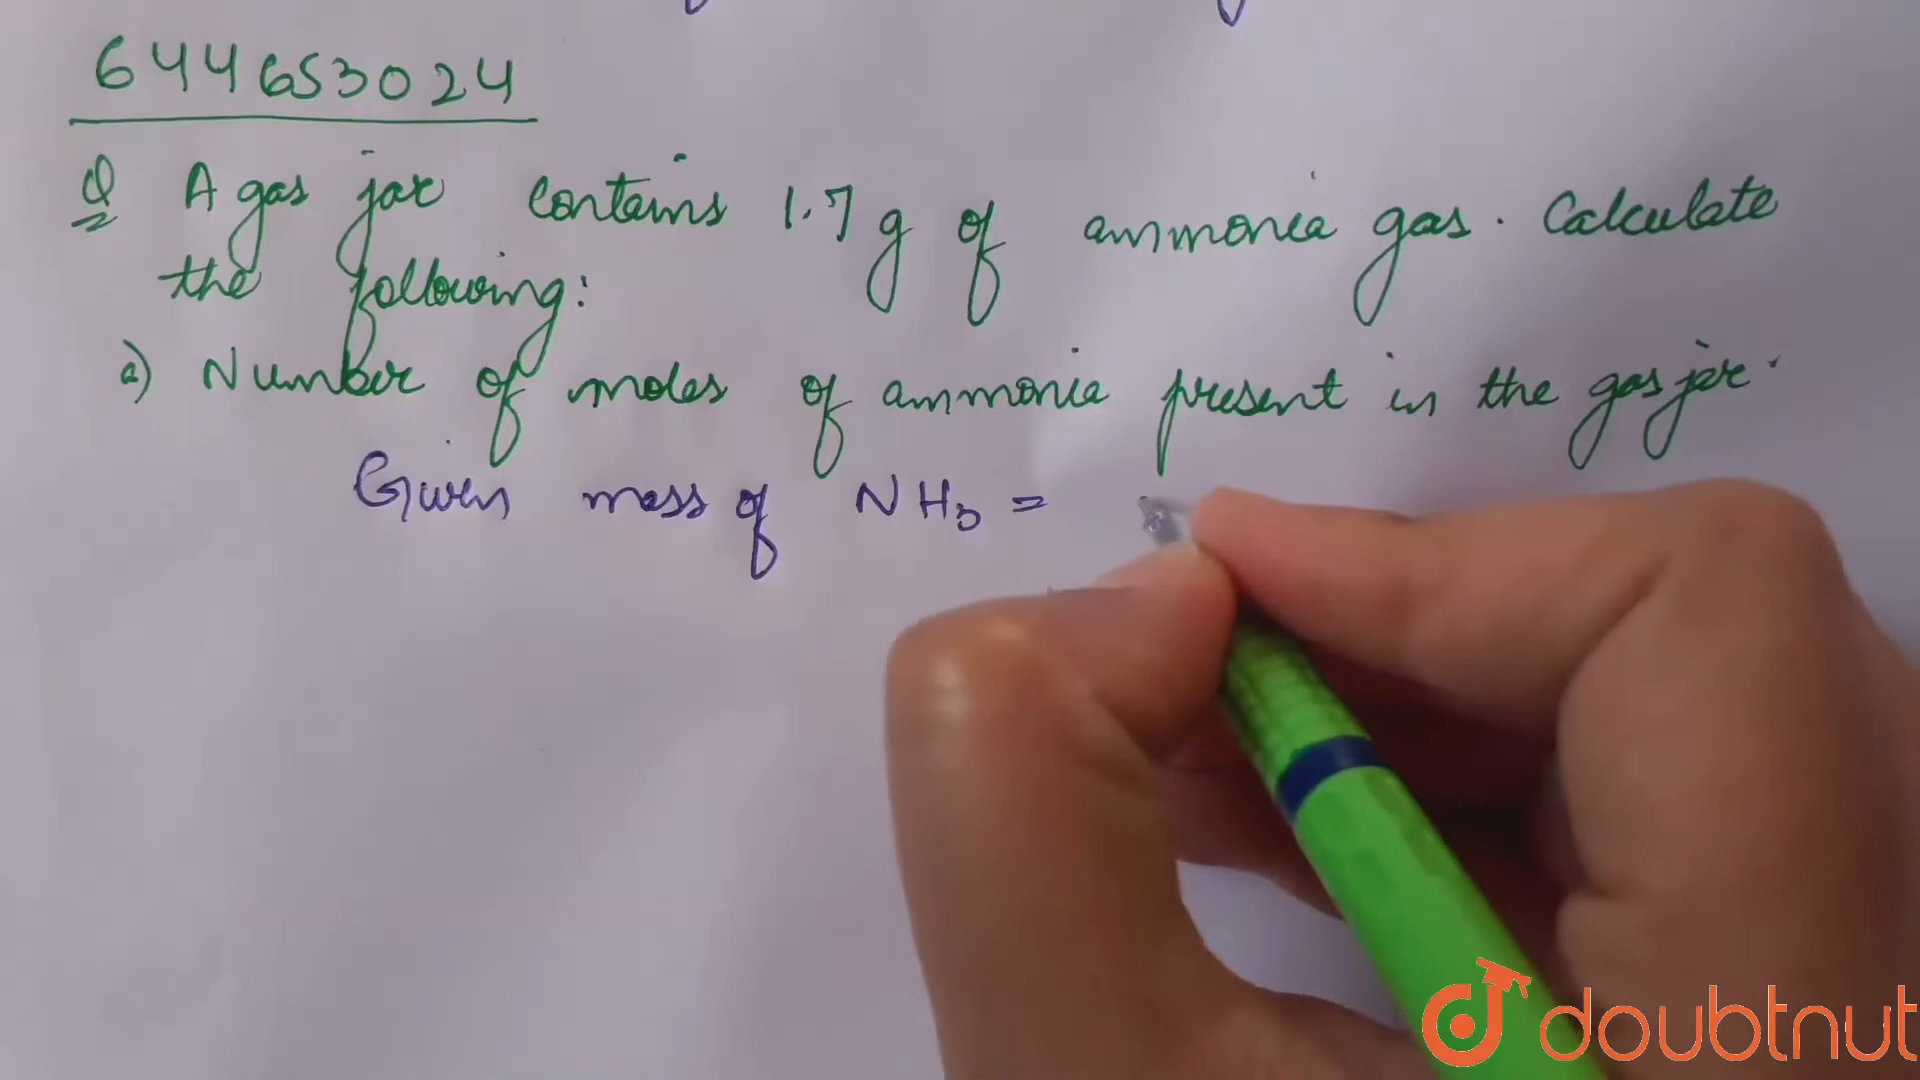 644653024
Q A gas jar contains 1.7 g of ammonia gas. Calculate
the following:
a) Number of moles of ammonia present in the gas jar.
Given mass of NH3 =
doubtnut